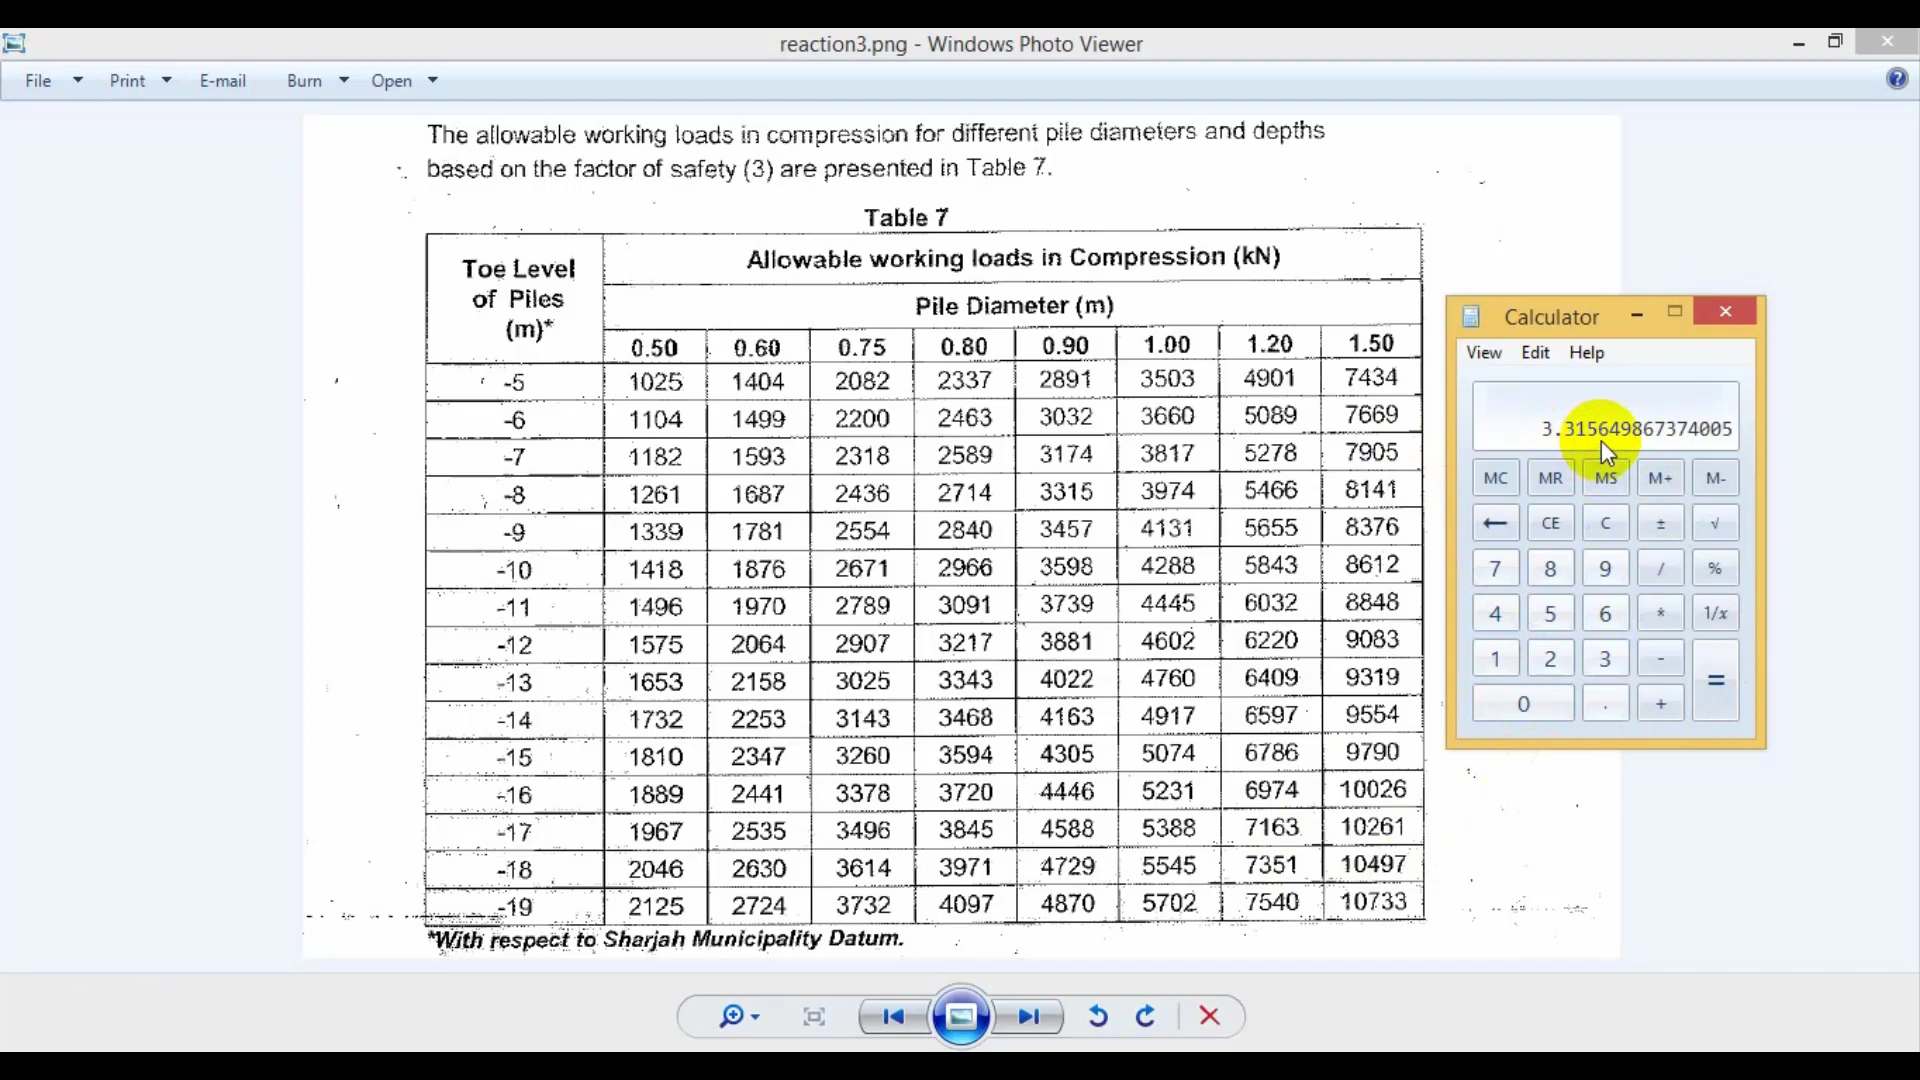 reaction3.png - Windows Photo Viewer
File Print E-mail Burn Open
The allowable working loads in compression for different pile diameters and depths
based on the factor of safety (3) are presented in Table 7.
Table 7
Toe Level of Piles (m)* Allowable working loads in Compression (kN)
Pile Diameter (m)
0.50 0.60 0.75 0.80 0.90 1.00 1.20 1.50
-5 1025 1404 2082 2337 2891 3503 4901 7434
-6 1104 1499 2200 2463 3032 3660 5089 7669
-7 1182 1593 2318 2589 3174 3817 5278 7905
-8 1261 1687 2436 2714 3315 3974 5466 8141
-9 1339 1781 2554 2840 3457 4131 5655 8376
-10 1418 1876 2671 2966 3598 4288 5843 8612
-11 1496 1970 2789 3091 3739 4445 6032 8848
-12 1575 2064 2907 3217 3881 4602 6220 9083
-13 1653 2158 3025 3343 4022 4760 6409 9319
-14 1732 2253 3143 3468 4163 4917 6597 9554
-15 1810 2347 3260 3594 4305 5074 6786 9790
-16 1889 2441 3378 3720 4446 5231 6974 10026
-17 1967 2535 3496 3845 4588 5388 7163 10261
-18 2046 2630 3614 3971 4729 5545 7351 10497
-19 2125 2724 3732 4097 4870 5702 7540 10733
*With respect to Sharjah Municipality Datum.
Calculator
View Edit Help
3.315649867374005
MC MR MS M+ M-
← CE C ± √
7 8 9 / %
4 5 6 * 1/x
1 2 3 - =
0 . +